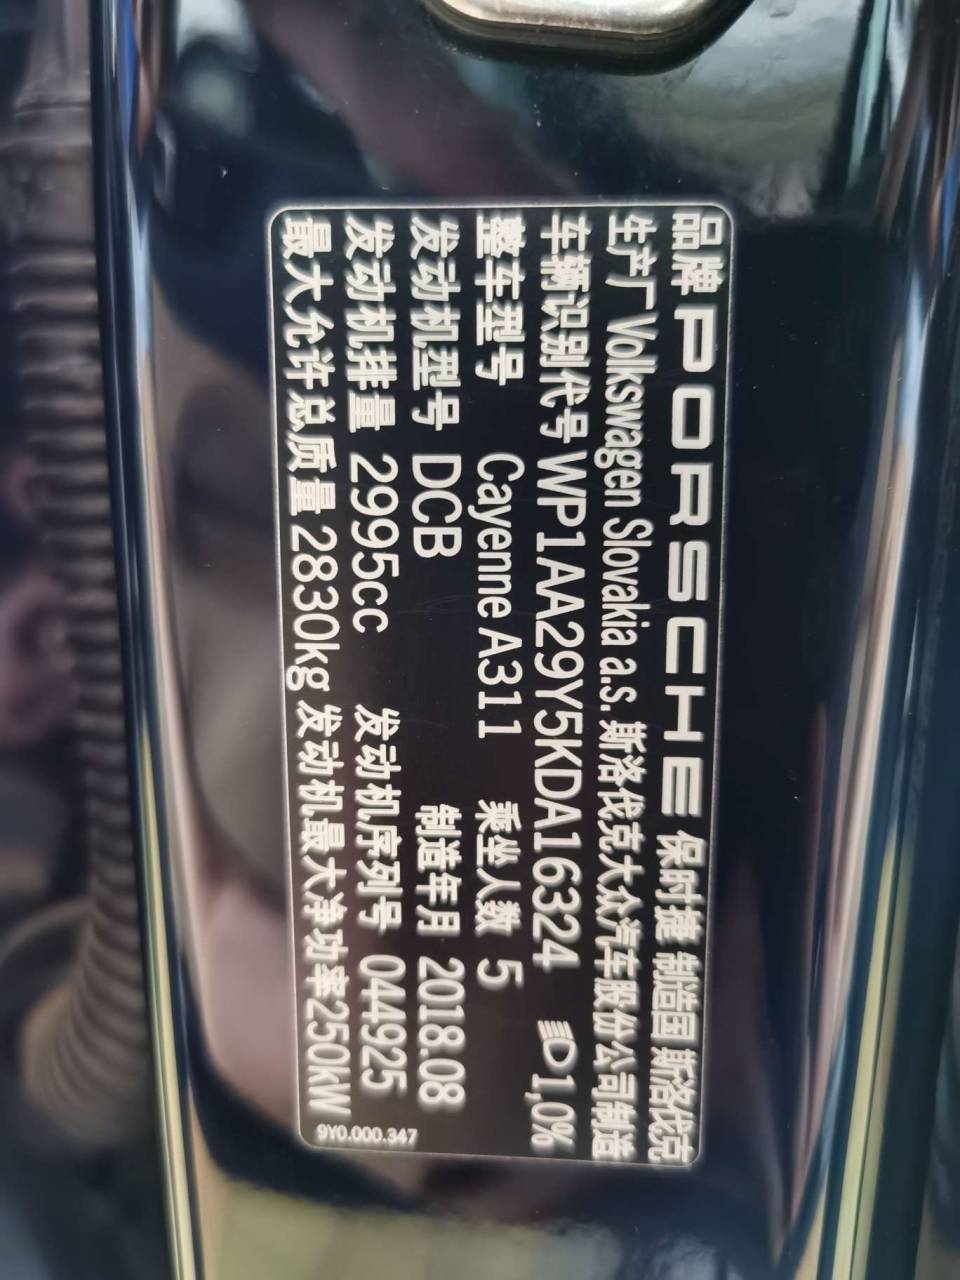 品牌 PORSCHE 保时捷 制造国 斯洛伐克
生产厂 Volkswagen Slovakia a.s. 斯洛伐克大众汽车股份公司制造
车辆识别代号 WP1AA29Y5KDA16324 1,0%
整车型号 Cayenne A311 乘坐人数 5
发动机型号 DCB 制造年月 2018.08
发动机排量 2995cc 发动机序列号 044925
最大允许总质量 2830kg 发动机最大净功率250kW
9Y0.000.347